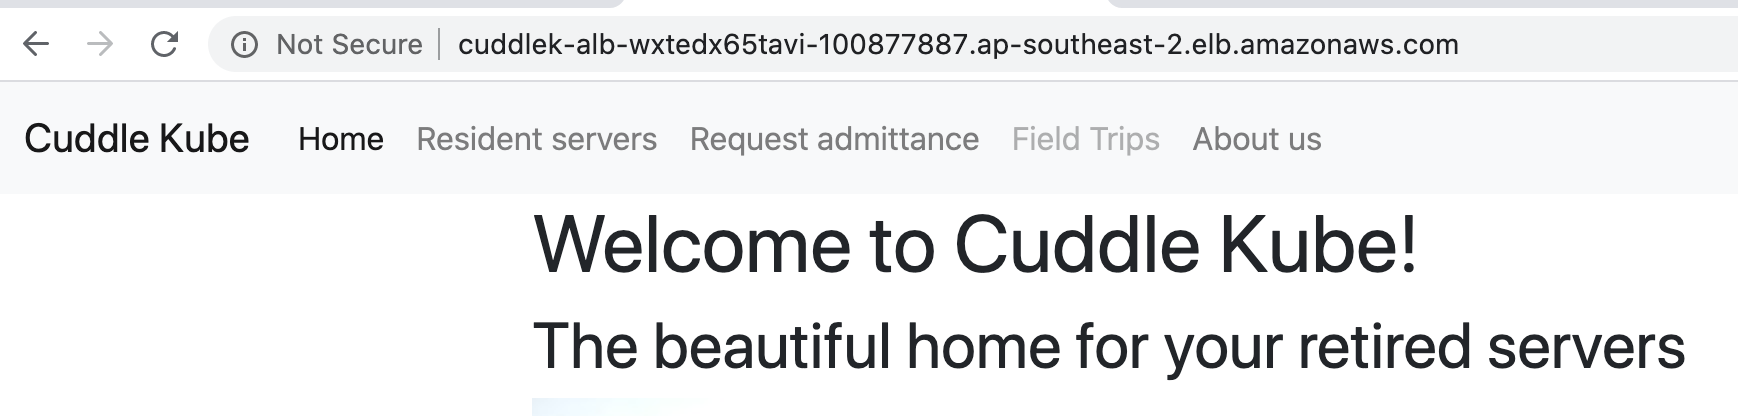 Not Secure | cuddlek-alb-wxtedx65tavi-100877887.ap-southeast-2.elb.amazonaws.com
Cuddle Kube Home Resident servers Request admittance Field Trips About us
Welcome to Cuddle Kube!
The beautiful home for your retired servers